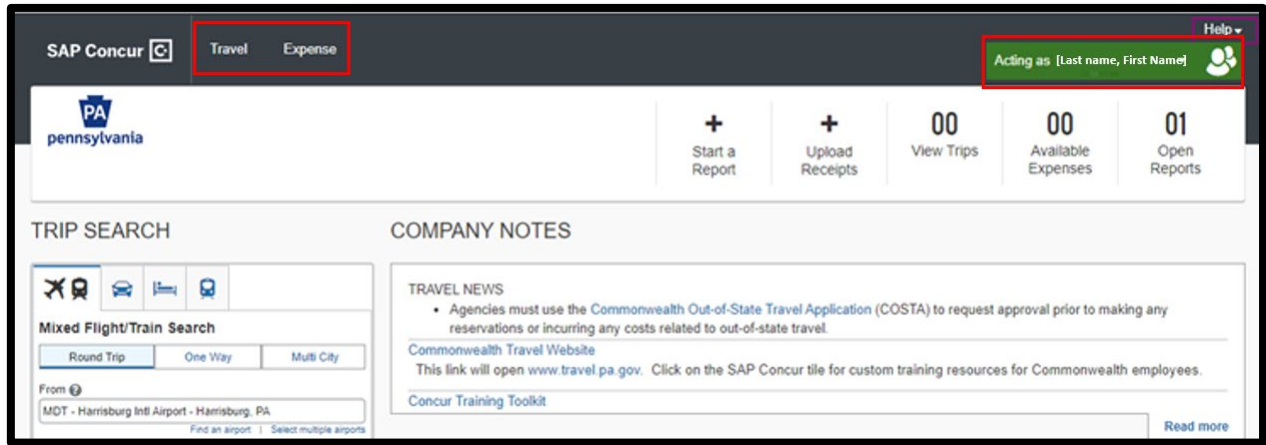 Help
SAP Concur C Travel Expense
Acting as [Last name, First Name]
PA
pennsylvania
+ + 00 00 01
Start a Report
Upload Receipts
View Trips
Available Expenses
Open Reports
TRIP SEARCH
Mixed Flight/Train Search
Round Trip One Way Multi City
From ?
MDT - Harrisburg Intl Airport - Harrisburg, PA
Find an airport | Select multiple airports
COMPANY NOTES
TRAVEL NEWS
• Agencies must use the Commonwealth Out-of-State Travel Application (COSTA) to request approval prior to making any
reservations or incurring any costs related to out-of-state travel.
Commonwealth Travel Website
This link will open www.travel.pa.gov. Click on the SAP Concur tile for custom training resources for Commonwealth employees.
Concur Training Toolkit
Read more